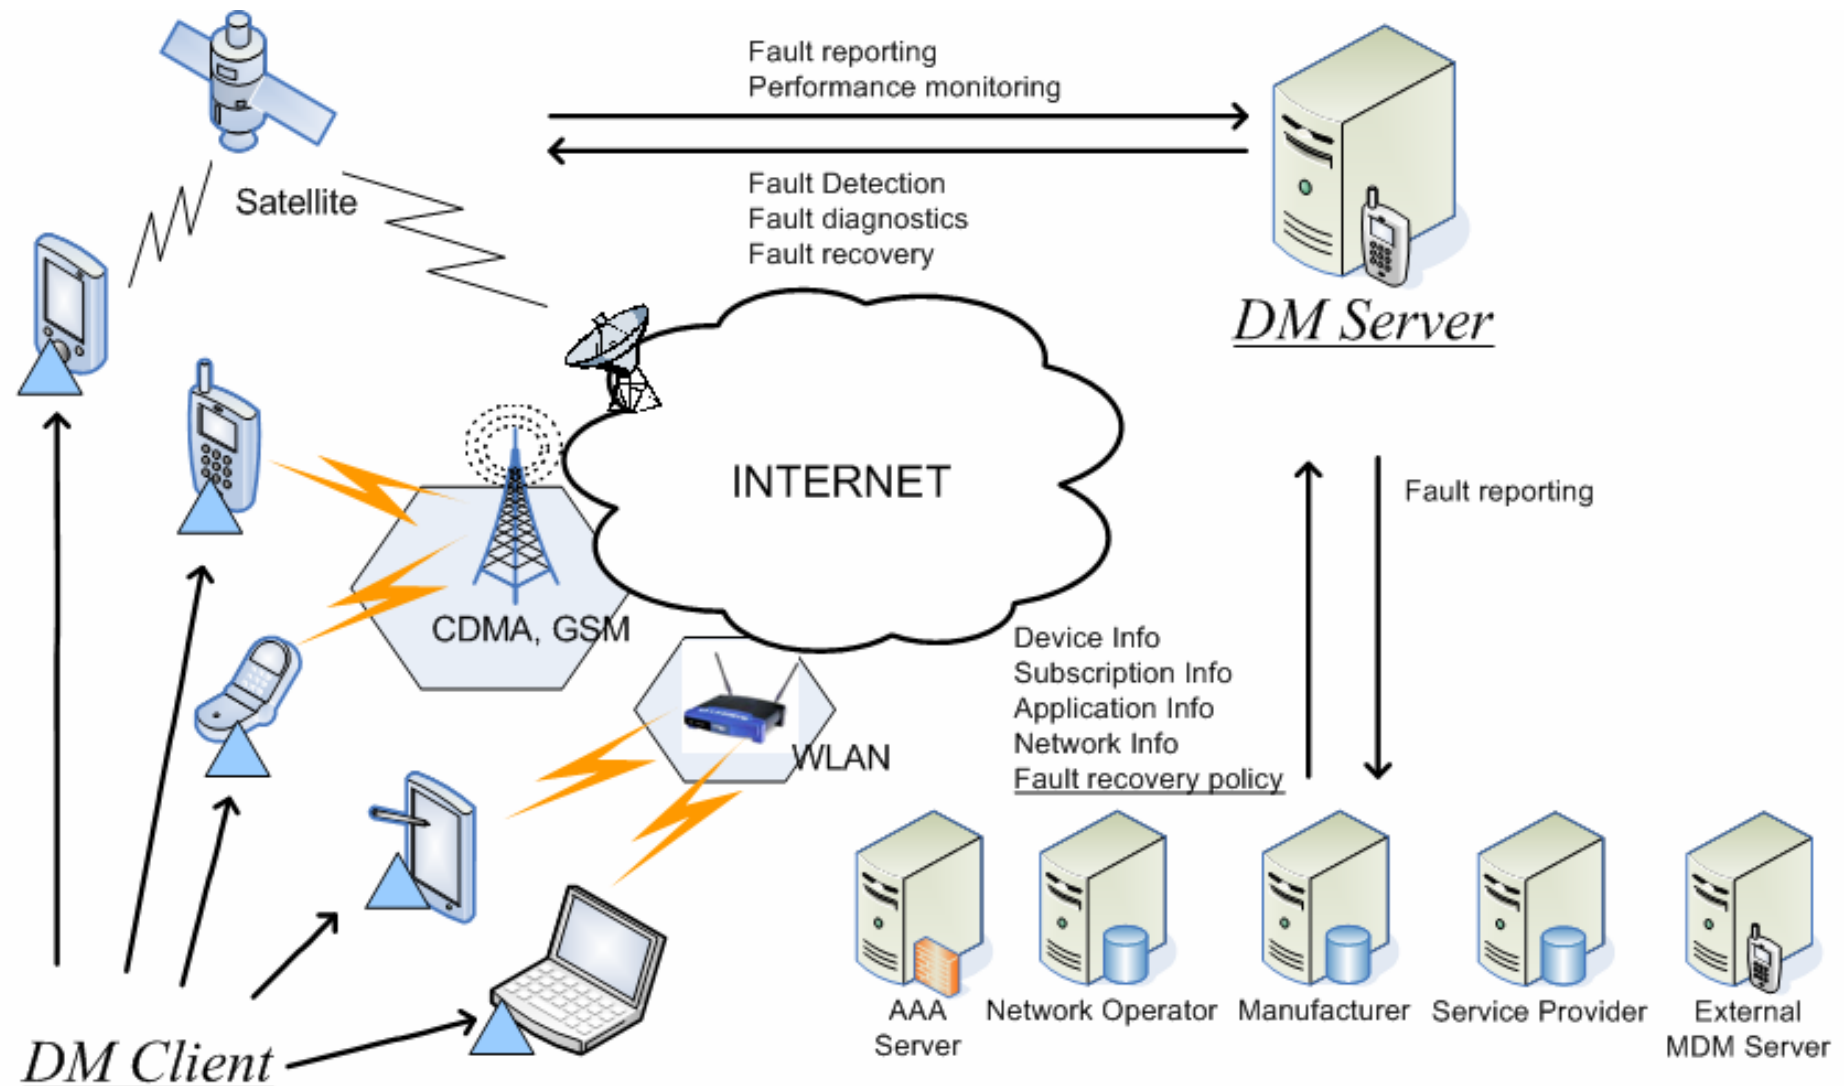 Fault reporting
Performance monitoring
Fault Detection
Fault diagnostics
Fault recovery
Satellite
DM Server
INTERNET
Fault reporting
CDMA, GSM
WLAN
Device Info
Subscription Info
Application Info
Network Info
Fault recovery policy
AAA
Server
Network Operator
Manufacturer
Service Provider
External
MDM Server
DM Client